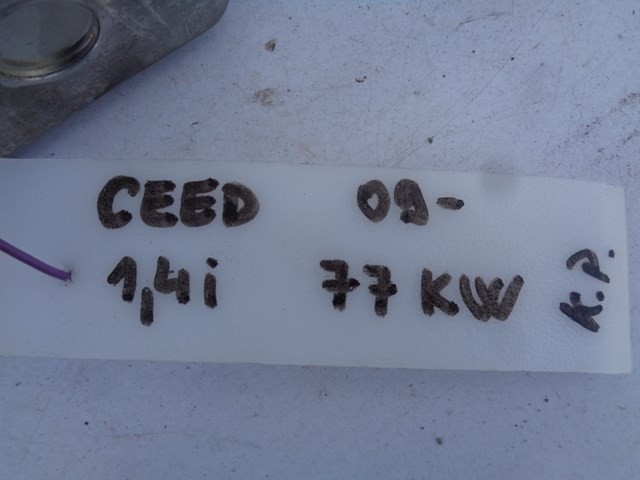 CEED 09-
1,4i 77 KW
K.P.